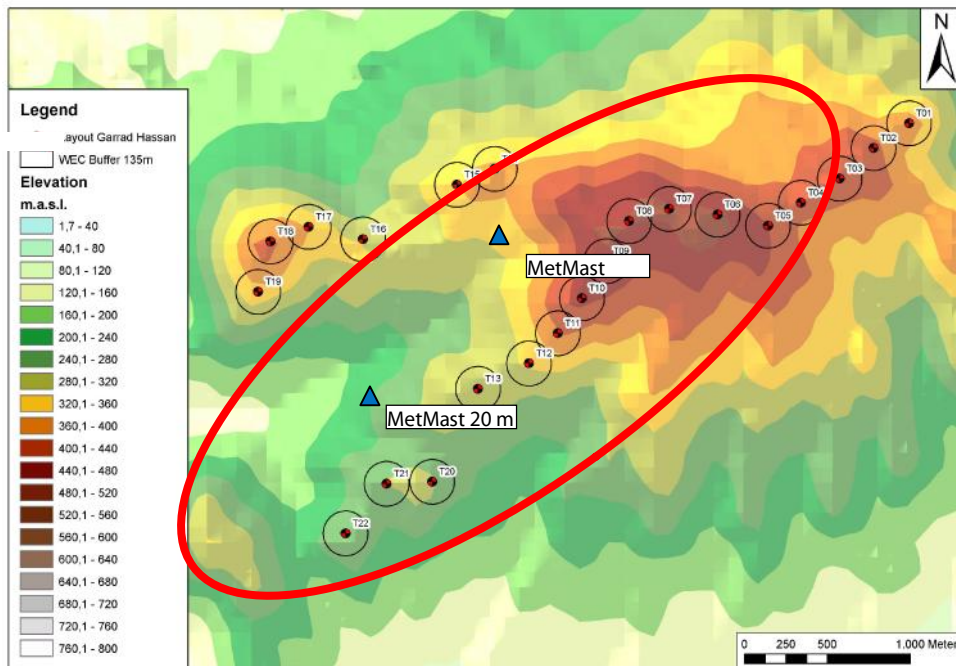 Legend
ayout Garrad Hassan
WEC Buffer 135m
Elevation
m.a.s.l.
1,7 - 40
40,1 - 80
80,1 - 120
120,1 - 160
160,1 - 200
200,1 - 240
240,1 - 280
280,1 - 320
320,1 - 360
360,1 - 400
400,1 - 440
440,1 - 480
480,1 - 520
520,1 - 560
560,1 - 600
600,1 - 640
640,1 - 680
680,1 - 720
720,1 - 760
760,1 - 800
N
T01
T02
T03
T04
T05
T06
T07
T08
T09
T10
T11
T12
T13
T15
T16
T17
T18
T19
T20
T21
T22
MetMast
MetMast 20 m
0 250 500 1.000 Meter